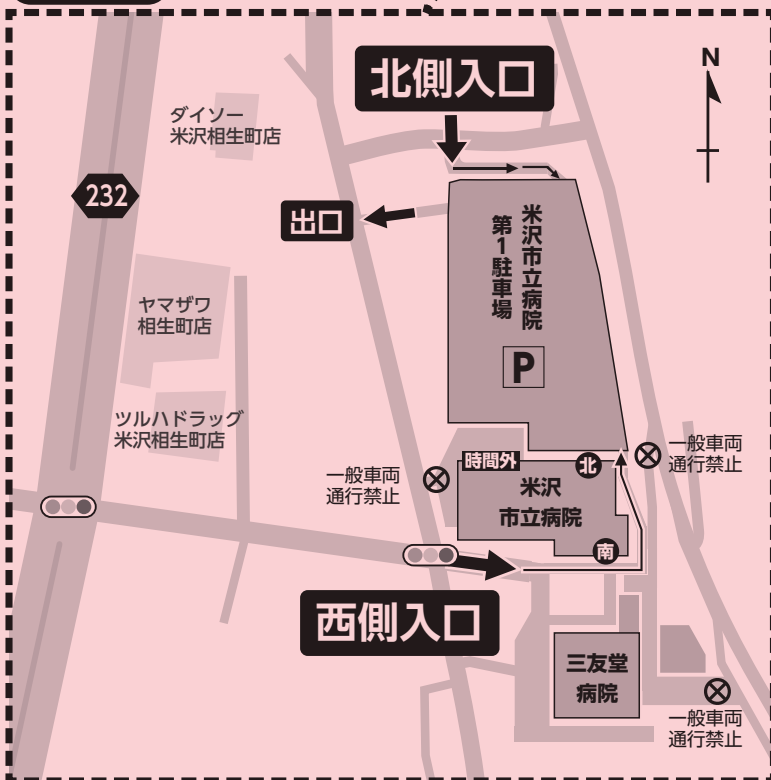 北側入口
N
ダイソー
米沢相生町店
232
出口
米沢市立病院
第1駐車場
P
ヤマザワ
相生町店
ツルハドラッグ
米沢相生町店
一般車両
通行禁止
時間外
北
一般車両
通行禁止
米沢
市立病院
南
西側入口
三友堂
病院
一般車両
通行禁止